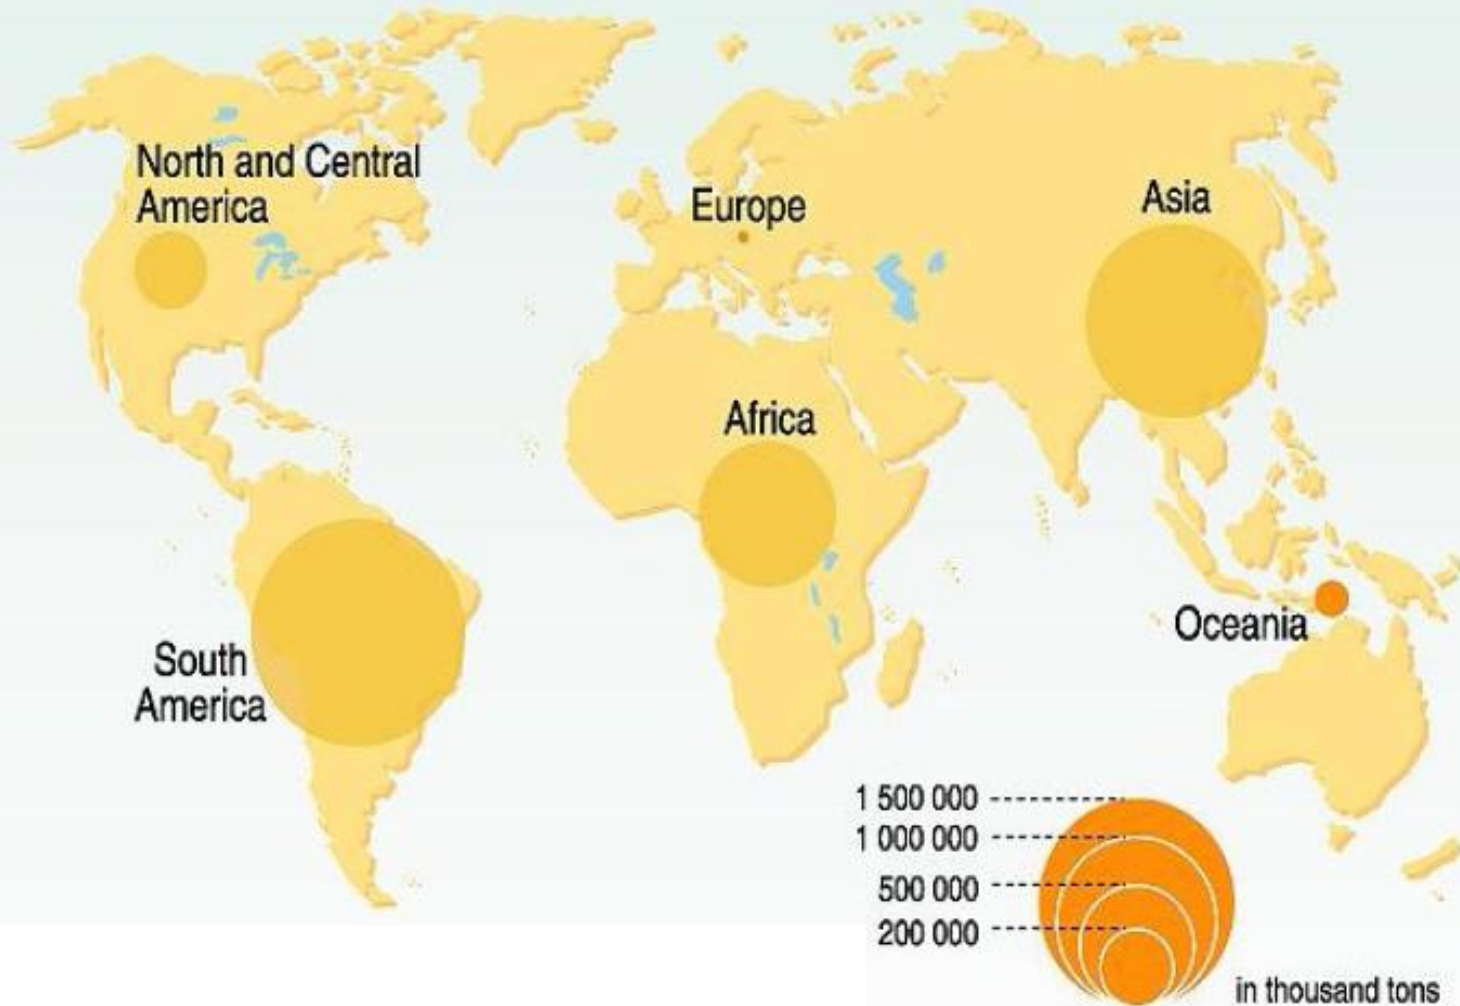 North and Central
America
Europe
Asia
Africa
South
America
Oceania
1 500 000
1 000 000
500 000
200 000
in thousand tons